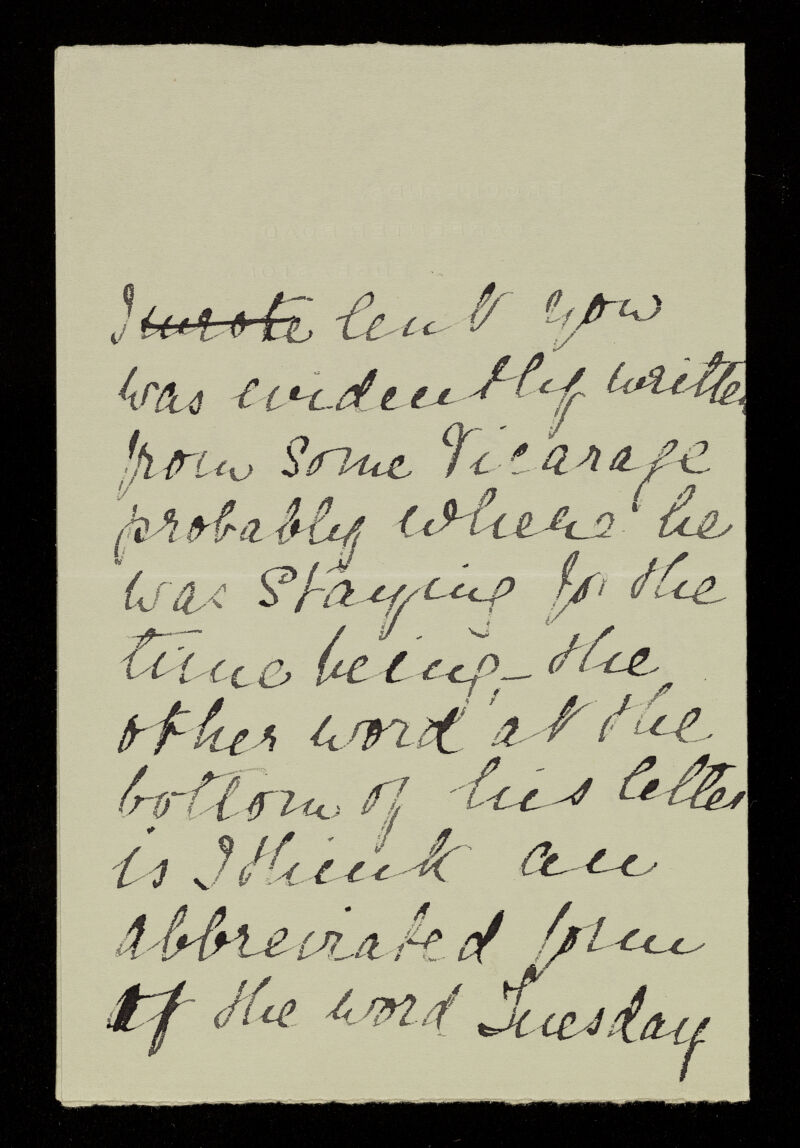 I wrote lent you
was evidently written
from some Vicarage
probably where he
was staying for the
time being, – the
other word at the
bottom of his letter
is I think an
abbreviated form
of the word Tuesday